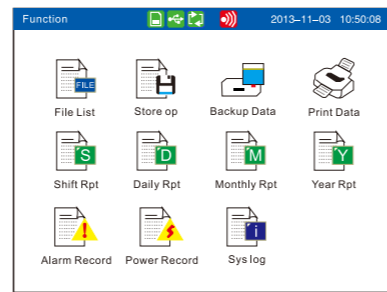 Function 2013–11–03 10:50:08
FILE
File List Store op Backup Data Print Data
S D M Y
Shift Rpt Daily Rpt Monthly Rpt Year Rpt
! i
Alarm Record Power Record Sys log